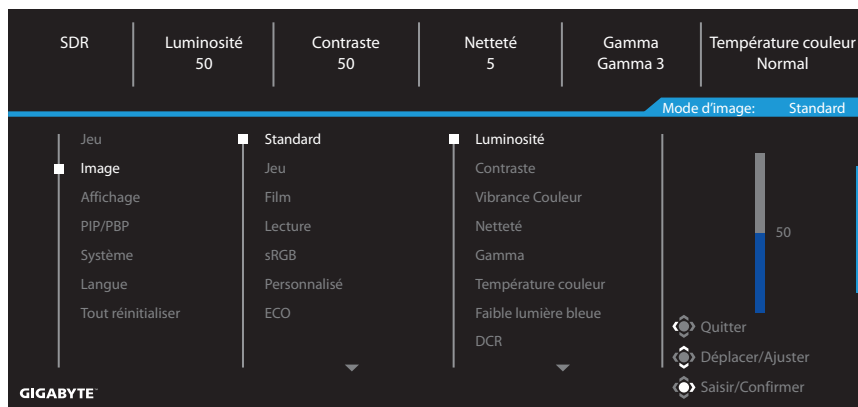 SDR
Luminosité
50
Contraste
50
Netteté
5
Gamma
Gamma 3
Température couleur
Normal
Mode d'image: Standard
Jeu
Image
Affichage
PIP/PBP
Système
Langue
Tout réinitialiser
Standard
Jeu
Film
Lecture
sRGB
Personnalisé
ECO
Luminosité
Contraste
Vibrance Couleur
Netteté
Gamma
Température couleur
Faible lumière bleue
DCR
50
Quitter
Déplacer/Ajuster
Saisir/Confirmer
GIGABYTE™